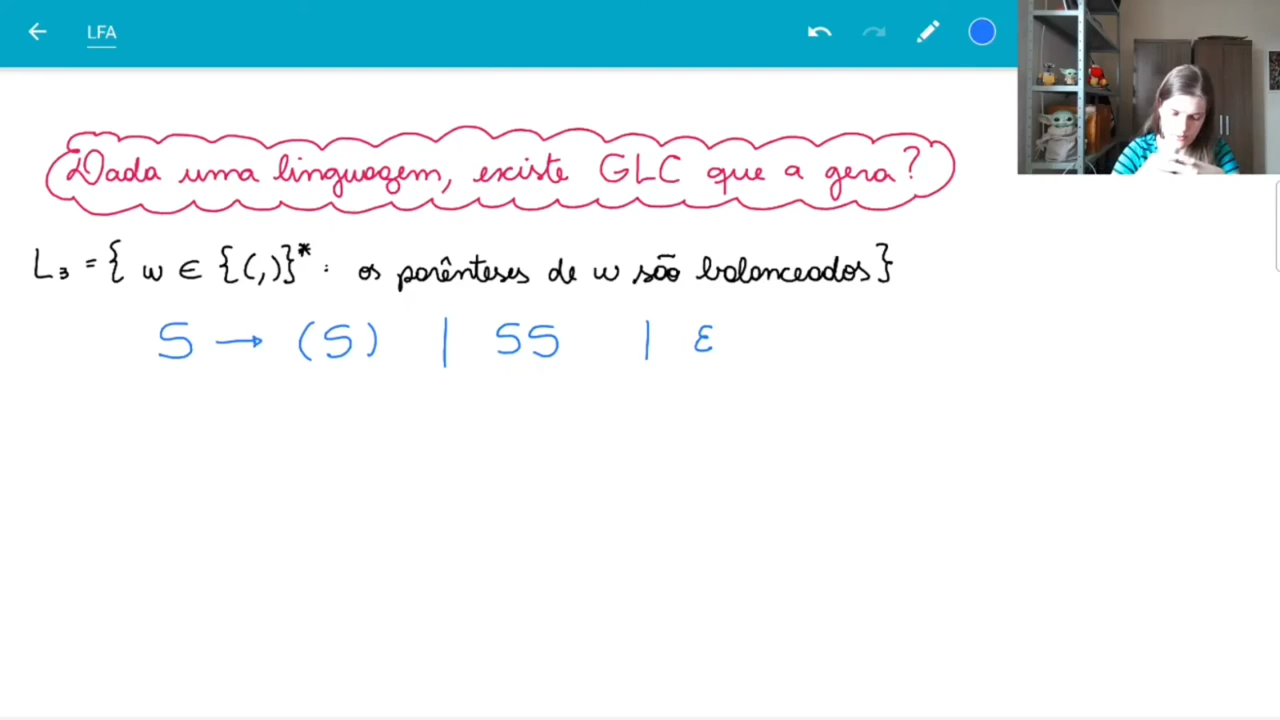 LFA
Dada uma linguagem, existe GLC que a gera?
L₃ = { w ∈ {(,)}* : os parênteses de w são balanceados}
S → (S) | SS | ε